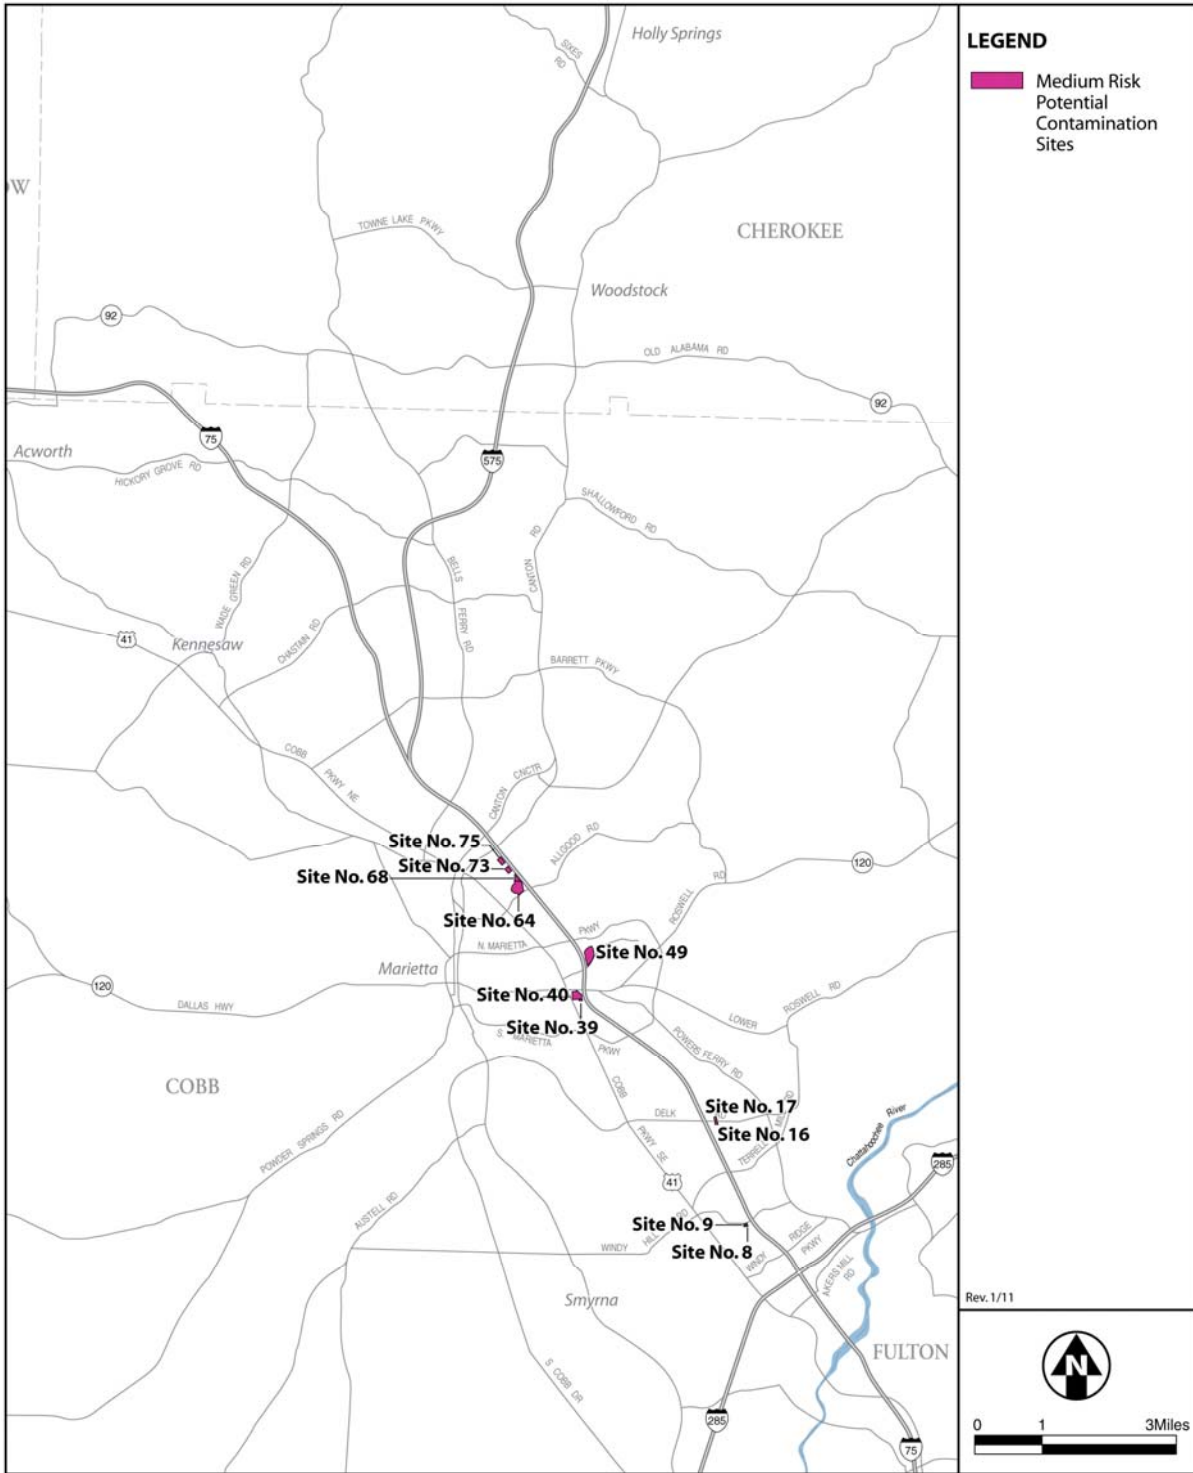 Holly Springs
SIXES
RD
LEGEND
Medium Risk
Potential
Contamination
Sites
OW
TOWNE LAKE PKWY
CHEROKEE
Woodstock
92
OLD ALABAMA RD
92
75
Acworth
HICKORY GROVE RD
575
SHALLOWFORD RD
CANTON RD
BELLS FERRY RD
WADE GREEN RD
41
Kennesaw
CHASTAIN RD
BARRETT PKWY
COBB PKWY NE
CANTON CNCTR
ALLGOOD RD
Site No. 75
Site No. 73
Site No. 68
Site No. 64
120
ROSWELL RD
N. MARIETTA PKWY
Site No. 49
Marietta
120
DALLAS HWY
Site No. 40
Site No. 39
S. MARIETTA PKWY
LOWER ROSWELL RD
POWERS FERRY RD
COBB
COBB PKWY SE
DELK RD
Site No. 17
Site No. 16
TERRELL MILL RD
Chattahoochee River
POWDER SPRINGS RD
285
41
AUSTELL RD
Site No. 9
Site No. 8
WINDY HILL RD
WINDY RIDGE PKWY
AKERS MILL RD
Smyrna
Rev. 1/11
FULTON
S COBB DR
N
285
75
0 1 3Miles